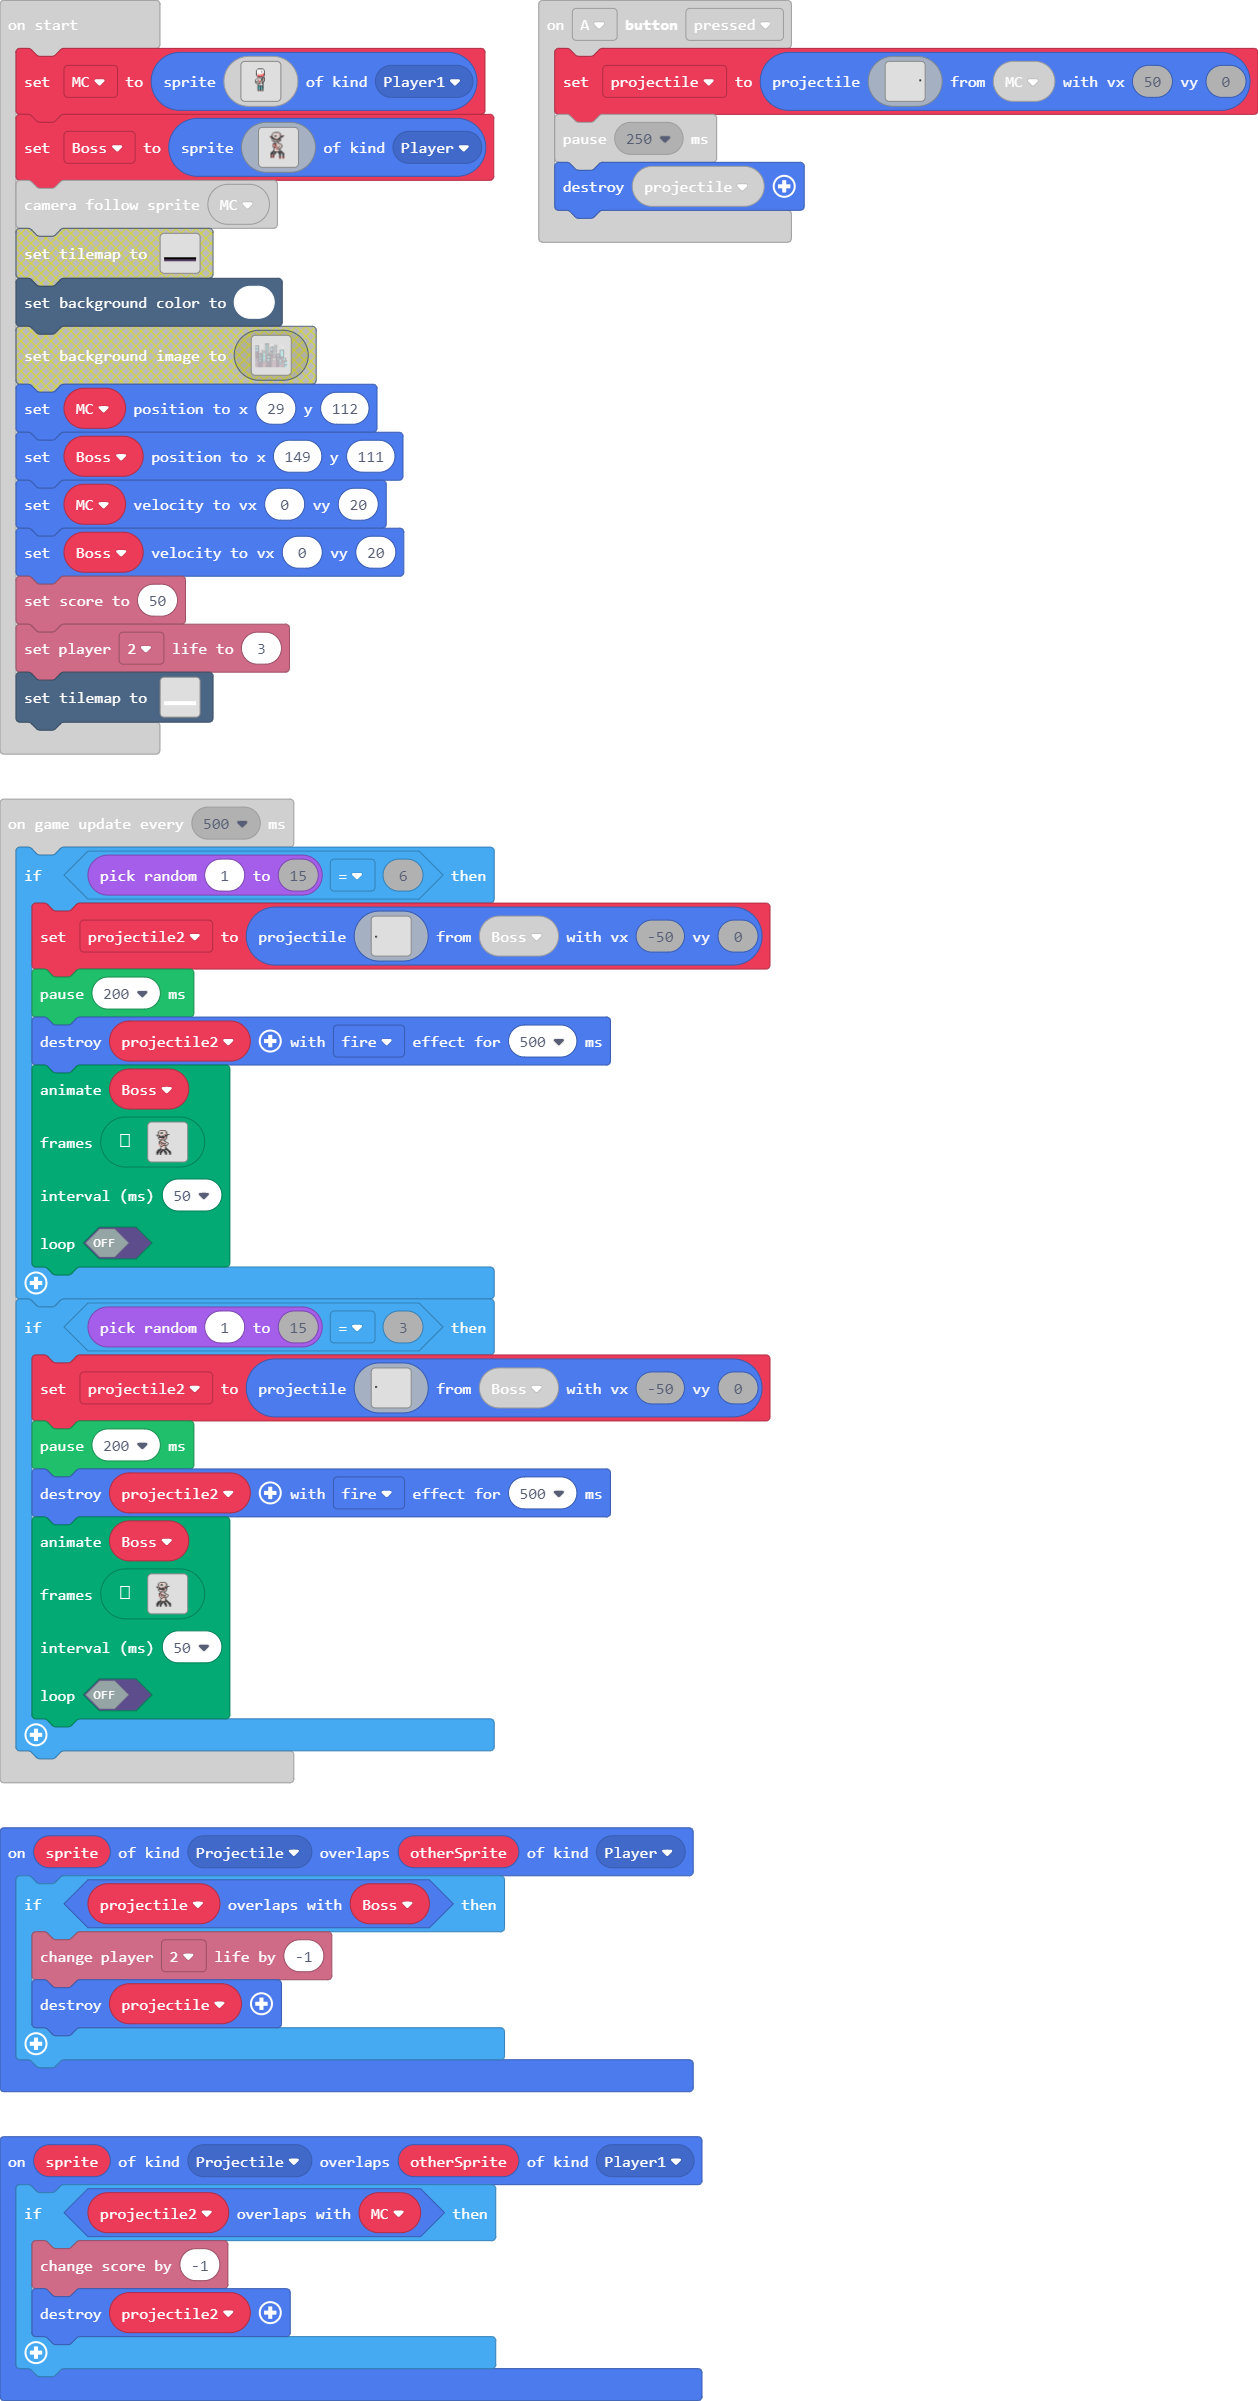 on start
set MC to sprite of kind Player1
set Boss to sprite of kind Player
camera follow sprite MC
set tilemap to
set background color to
set background image to
set MC position to x 29 y 112
set Boss position to x 149 y 111
set MC velocity to vx 0 vy 20
set Boss velocity to vx 0 vy 20
set score to 50
set player 2 life to 3
set tilemap to
on A button pressed
set projectile to projectile from MC with vx 50 vy 0
pause 250 ms
destroy projectile
on game update every 500 ms
if pick random 1 to 15 = 6 then
set projectile2 to projectile from Boss with vx -50 vy 0
pause 200 ms
destroy projectile2 with fire effect for 500 ms
animate Boss
frames
interval (ms) 50
loop OFF
if pick random 1 to 15 = 3 then
set projectile2 to projectile from Boss with vx -50 vy 0
pause 200 ms
destroy projectile2 with fire effect for 500 ms
animate Boss
frames
interval (ms) 50
loop OFF
on sprite of kind Projectile overlaps otherSprite of kind Player
if projectile overlaps with Boss then
change player 2 life by -1
destroy projectile
on sprite of kind Projectile overlaps otherSprite of kind Player1
if projectile2 overlaps with MC then
change score by -1
destroy projectile2